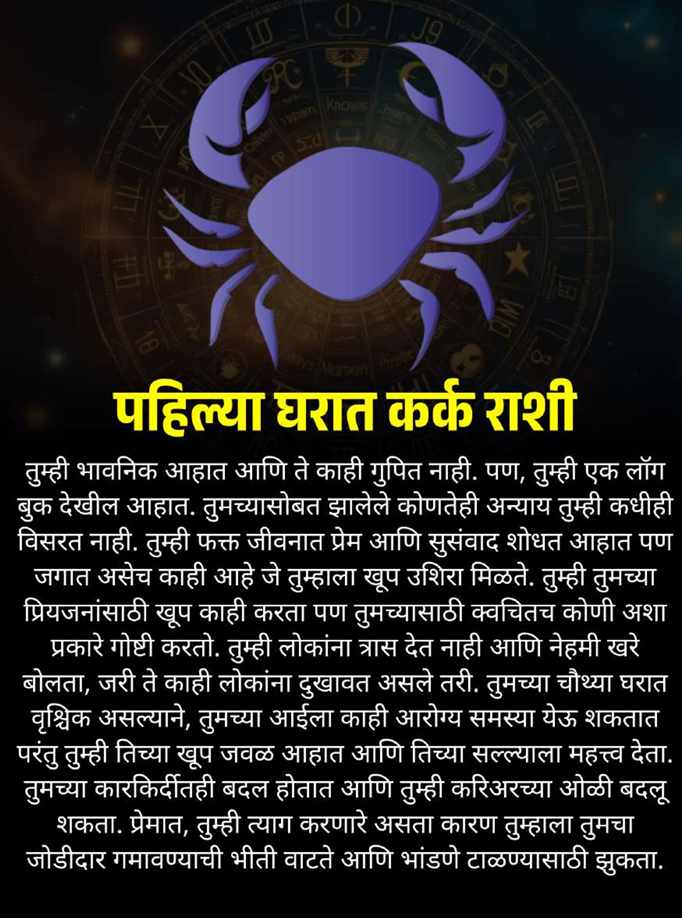 पहिल्या घरात कर्क राशी
तुम्ही भावनिक आहात आणि ते काही गुपित नाही. पण, तुम्ही एक लॉग
बुक देखील आहात. तुमच्यासोबत झालेले कोणतेही अन्याय तुम्ही कधीही
विसरत नाही. तुम्ही फक्त जीवनात प्रेम आणि सुसंवाद शोधत आहात पण
जगात असेच काही आहे जे तुम्हाला खूप उशिरा मिळते. तुम्ही तुमच्या
प्रियजनांसाठी खूप काही करता पण तुमच्यासाठी क्वचितच कोणी अशा
प्रकारे गोष्टी करतो. तुम्ही लोकांना त्रास देत नाही आणि नेहमी खरे
बोलता, जरी ते काही लोकांना दुखावत असले तरी. तुमच्या चौथ्या घरात
वृश्चिक असल्याने, तुमच्या आईला काही आरोग्य समस्या येऊ शकतात
परंतु तुम्ही तिच्या खूप जवळ आहात आणि तिच्या सल्ल्याला महत्त्व देता.
तुमच्या कारकिर्दीतही बदल होतात आणि तुम्ही करिअरच्या ओळी बदलू
शकता. प्रेमात, तुम्ही त्याग करणारे असता कारण तुम्हाला तुमचा
जोडीदार गमावण्याची भीती वाटते आणि भांडणे टाळण्यासाठी झुकता.